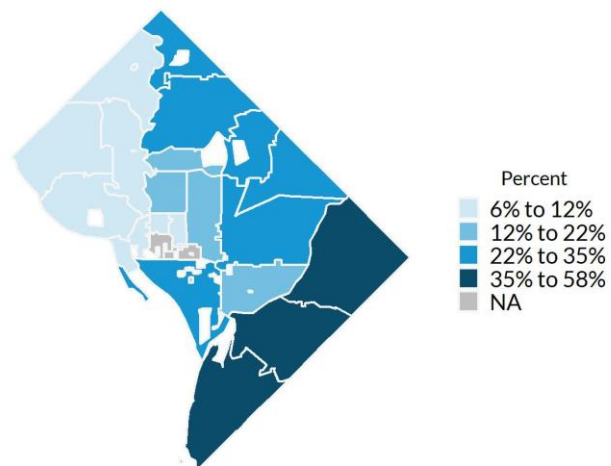 Percent
6% to 12%
12% to 22%
22% to 35%
35% to 58%
NA